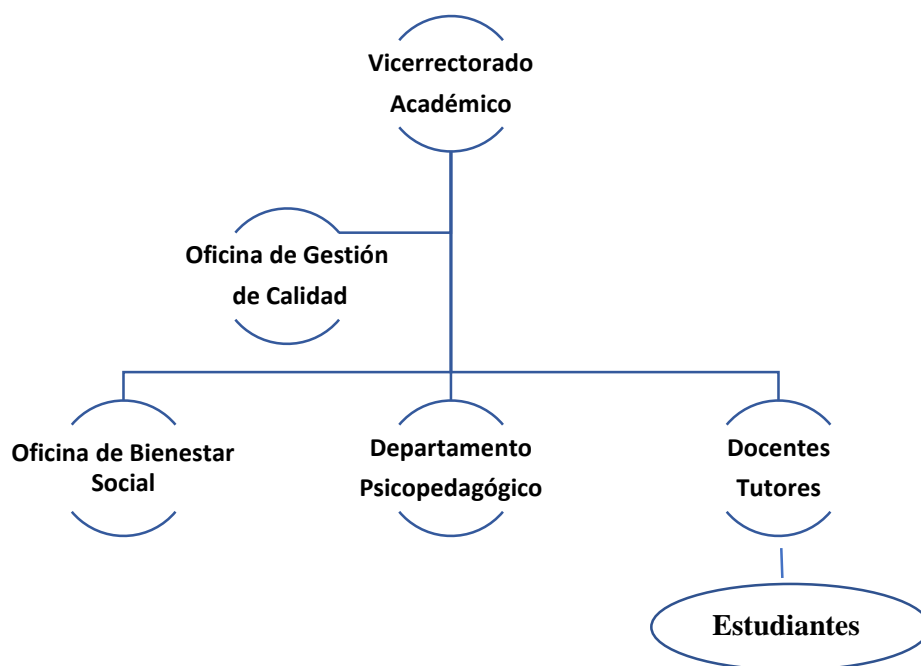 Vicerrectorado
Académico
Oficina de Gestión
de Calidad
Oficina de Bienestar
Social
Departamento
Psicopedagógico
Docentes
Tutores
Estudiantes